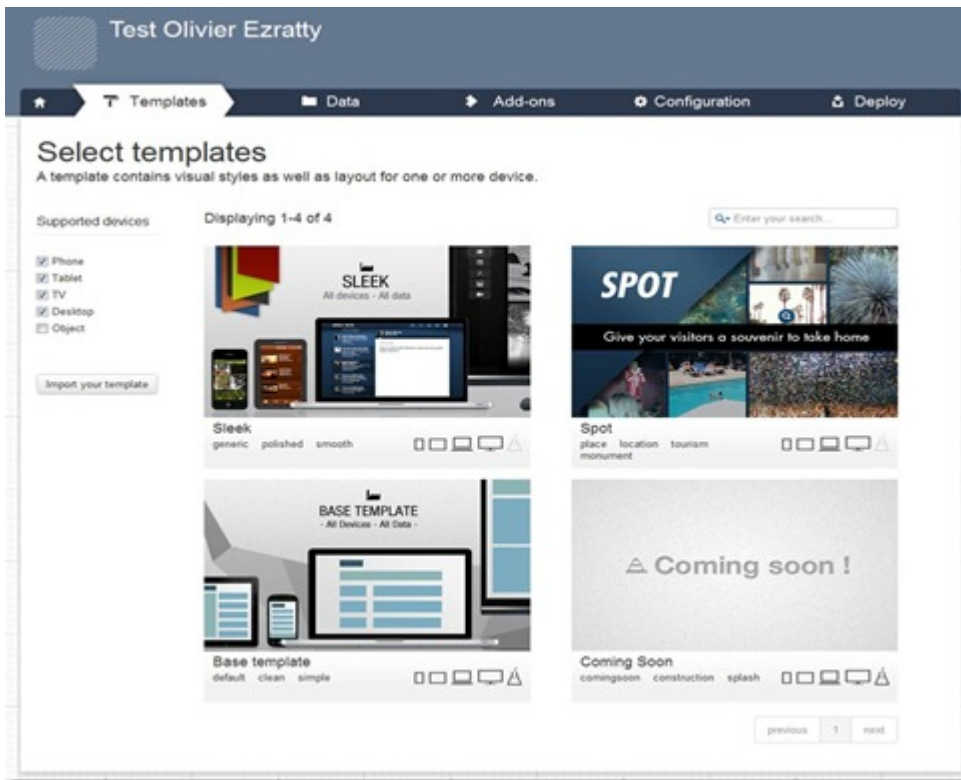 Test Olivier Ezratty
Templates
Data
Add-ons
Configuration
Deploy
Select templates
A template contains visual styles as well as layout for one or more device.
Supported devices
Displaying 1-4 of 4
Enter your search...
Phone
Tablet
TV
Desktop
Object
Import your template
SLEEK
All devices - All data
Sleek
generic polished smooth
SPOT
Give your visitors a souvenir to take home
Spot
place location tourism
monument
BASE TEMPLATE
- All Devices - All Data -
Base template
default clean simple
Coming soon !
Coming Soon
comingsoon construction splash
previous 1 next